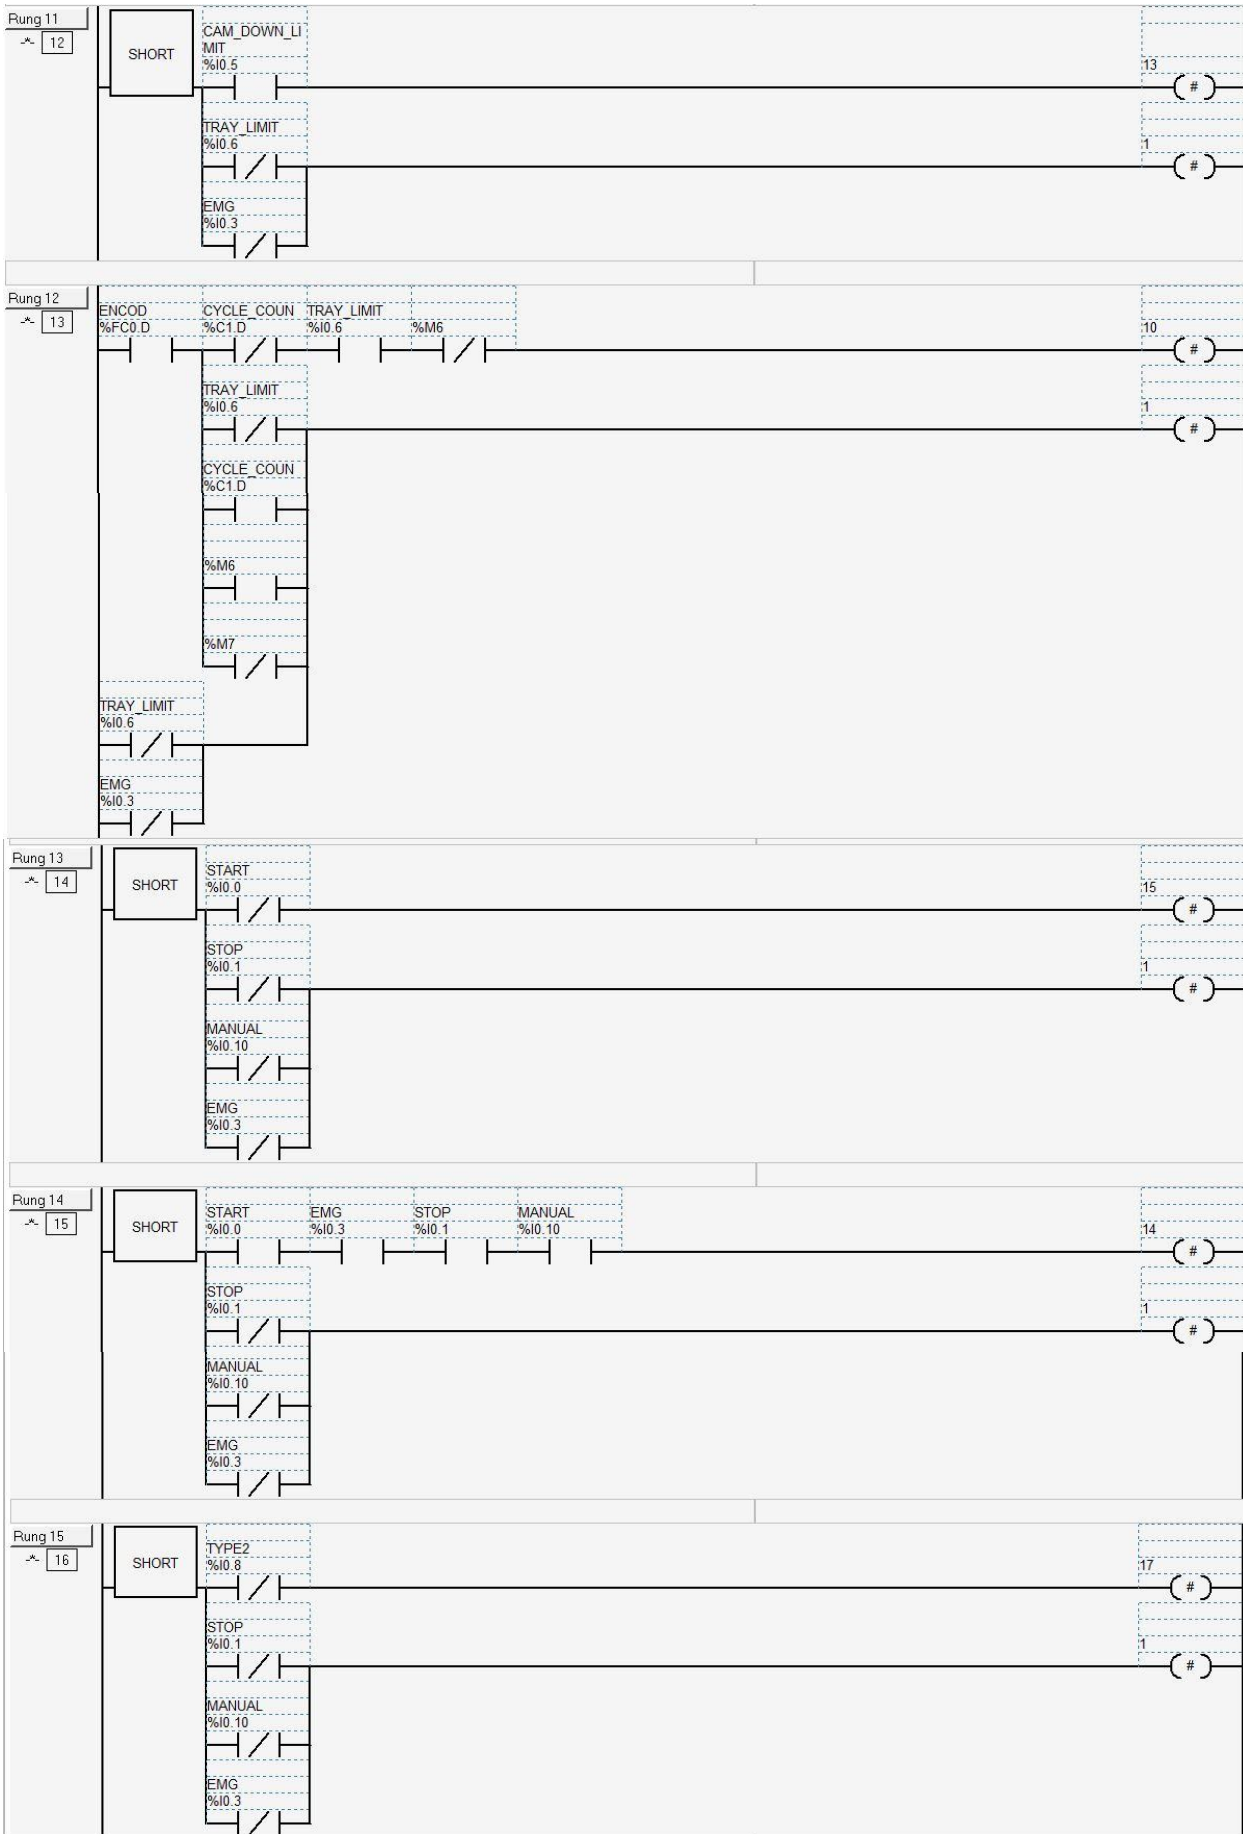 Rung 11
12
SHORT
CAM_DOWN_LI
MIT
%I0.5
13
#
TRAY_LIMIT
%I0.6
1
#
EMG
%I0.3
Rung 12
13
ENCOD CYCLE_COUN TRAY_LIMIT
%FC0.D %C1.D %I0.6 %M6
10
#
TRAY_LIMIT
%I0.6
1
#
CYCLE_COUN
%C1.D
%M6
%M7
TRAY_LIMIT
%I0.6
EMG
%I0.3
Rung 13
14
SHORT
START
%I0.0
15
#
STOP
%I0.1
1
#
MANUAL
%I0.10
EMG
%I0.3
Rung 14
15
SHORT
START EMG STOP MANUAL
%I0.0 %I0.3 %I0.1 %I0.10
14
#
STOP
%I0.1
1
#
MANUAL
%I0.10
EMG
%I0.3
Rung 15
16
SHORT
TYPE2
%I0.8
17
#
STOP
%I0.1
1
#
MANUAL
%I0.10
EMG
%I0.3